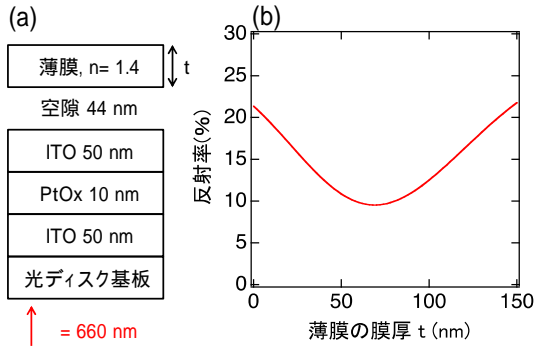 (a)
薄膜, n= 1.4
t
空隙 44 nm
ITO 50 nm
PtOx 10 nm
ITO 50 nm
光ディスク基板
= 660 nm
(b)
反射率(%)
30
25
20
15
10
5
0
0
50
100
150
薄膜の膜厚 t (nm)